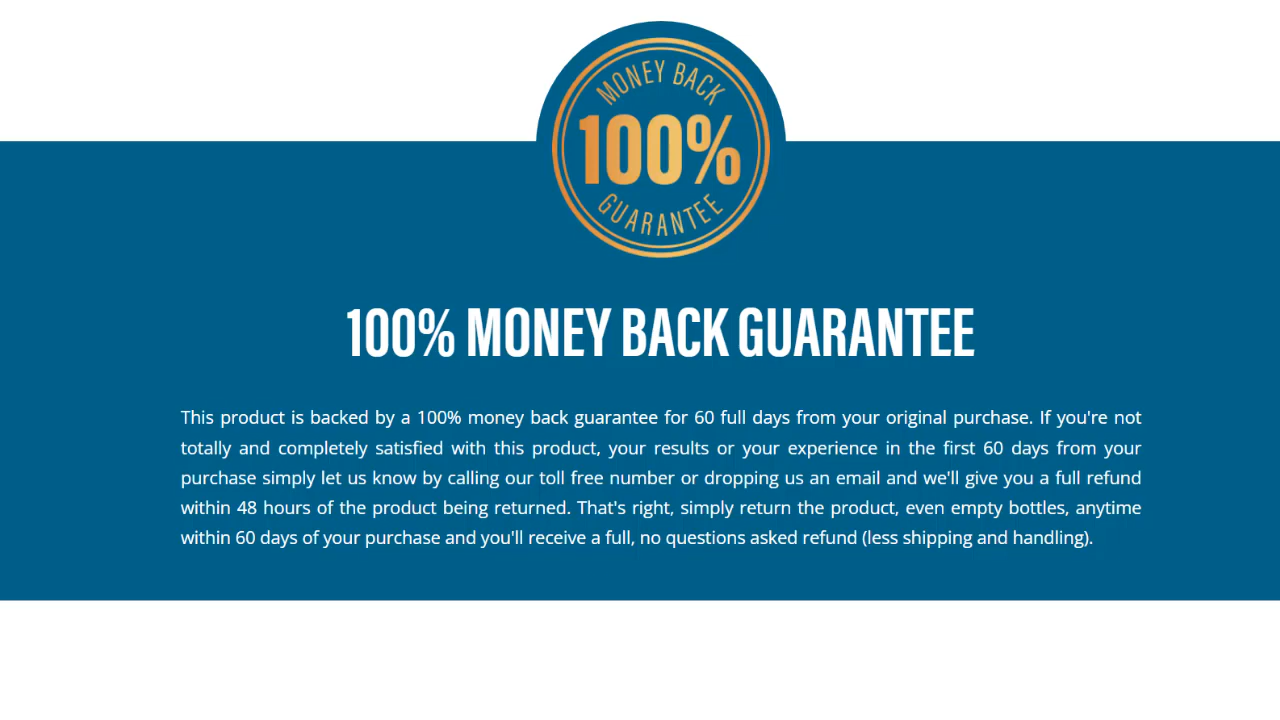 MONEY BACK
100%
GUARANTEE
100% MONEY BACK GUARANTEE
This product is backed by a 100% money back guarantee for 60 full days from your original purchase. If you're not
totally and completely satisfied with this product, your results or your experience in the first 60 days from your
purchase simply let us know by calling our toll free number or dropping us an email and we'll give you a full refund
within 48 hours of the product being returned. That's right, simply return the product, even empty bottles, anytime
within 60 days of your purchase and you'll receive a full, no questions asked refund (less shipping and handling).